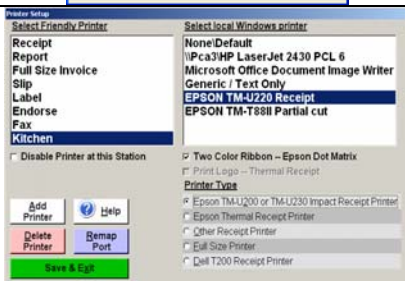 Printer Setup
Select Friendly Printer
Receipt
Report
Full Size Invoice
Slip
Label
Endorse
Fax
Kitchen
Disable Printer at this Station
Add Printer
Help
Delete Printer
Remap Port
Save & Exit
Select local Windows printer
None\Default
\\Pca3\HP LaserJet 2430 PCL 6
Microsoft Office Document Image Writer
Generic / Text Only
EPSON TM-U220 Receipt
EPSON TM-T88II Partial cut
Two Color Ribbon -- Epson Dot Matrix
Print Logo -- Thermal Receipt
Printer Type
Epson TM-U200 or TM-U230 Impact Receipt Printer
Epson Thermal Receipt Printer
Other Receipt Printer
Full Size Printer
Dell T200 Receipt Printer